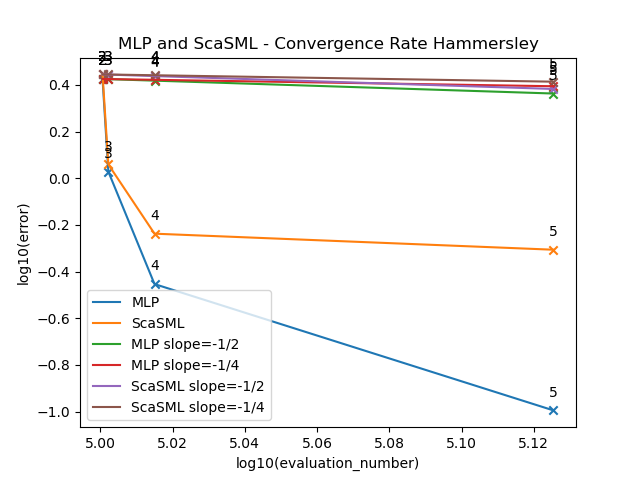 MLP and ScaSML - Convergence Rate Hammersley
log10(error)
0.4
0.2
0.0
−0.2
−0.4
−0.6
−0.8
−1.0
2 3 4 5
3
3
4
5
4
5
MLP
ScaSML
MLP slope=-1/2
MLP slope=-1/4
ScaSML slope=-1/2
ScaSML slope=-1/4
5.00 5.02 5.04 5.06 5.08 5.10 5.12
log10(evaluation_number)